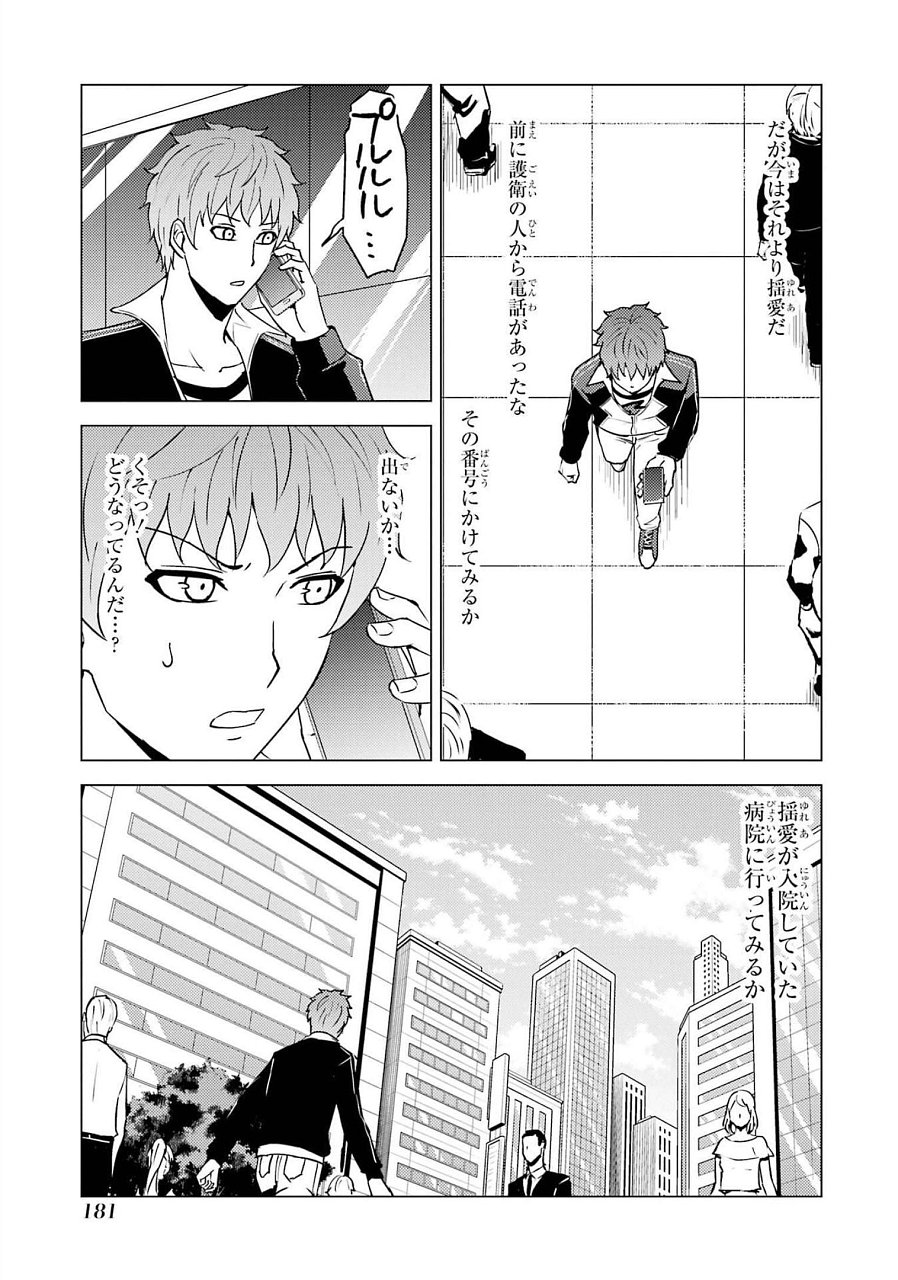 だが今はそれより揺愛だ
前に護衛の人から電話があったな
その番号にかけてみるか
プルルル…
出ないか…
くそっ!
どうなってるんだ…?
揺愛が入院していた
病院に行ってみるか
181